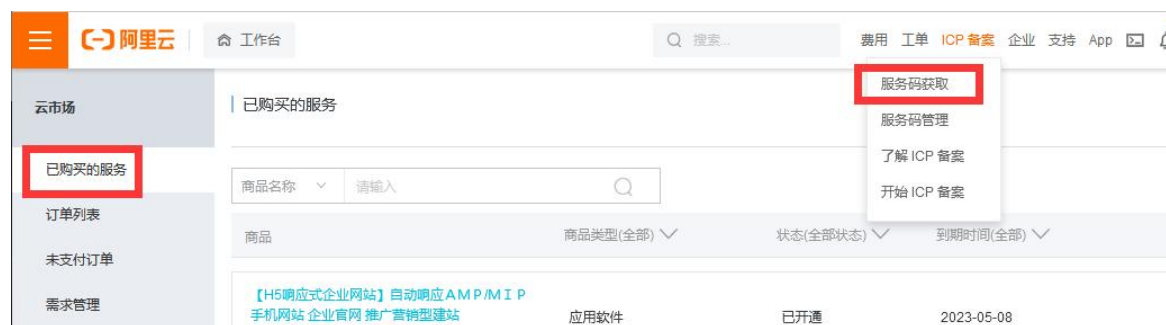 阿里云 工作台 搜索... 费用 工单 ICP 备案 企业 支持 App
服务码获取
云市场 已购买的服务
服务码管理
了解 ICP 备案
已购买的服务
商品名称 请输入 开始 ICP 备案
订单列表
商品 商品类型(全部) 状态(全部状态) 到期时间(全部)
未支付订单
需求管理 【H5响应式企业网站】自动响应AMP/MIP
手机网站 企业官网 推广营销型建站 应用软件 已开通 2023-05-08